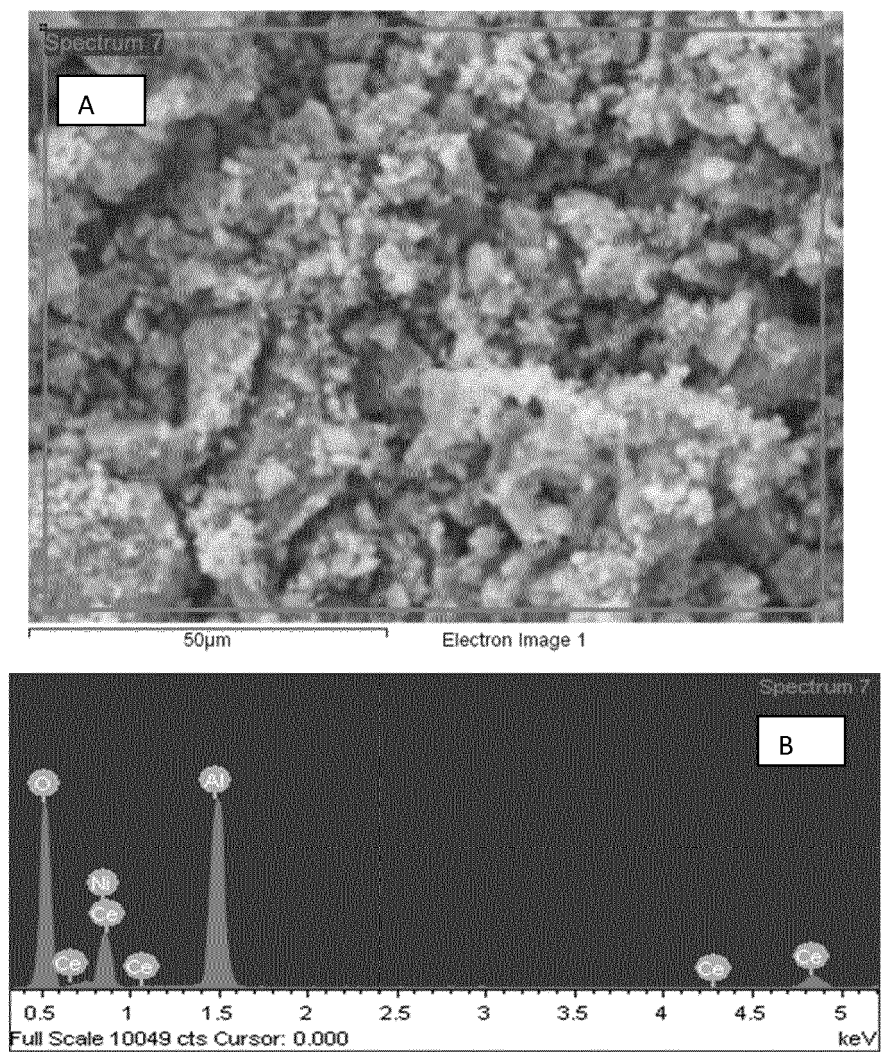 Spectrum 7
A
50µm
Electron Image 1
Spectrum 7
B
O
Al
Ni
Ce
Ce
Ce
Ce
Ce
0.5 1 1.5 2 2.5 3 3.5 4 4.5 5
Full Scale 10049 cts Cursor: 0.000 keV